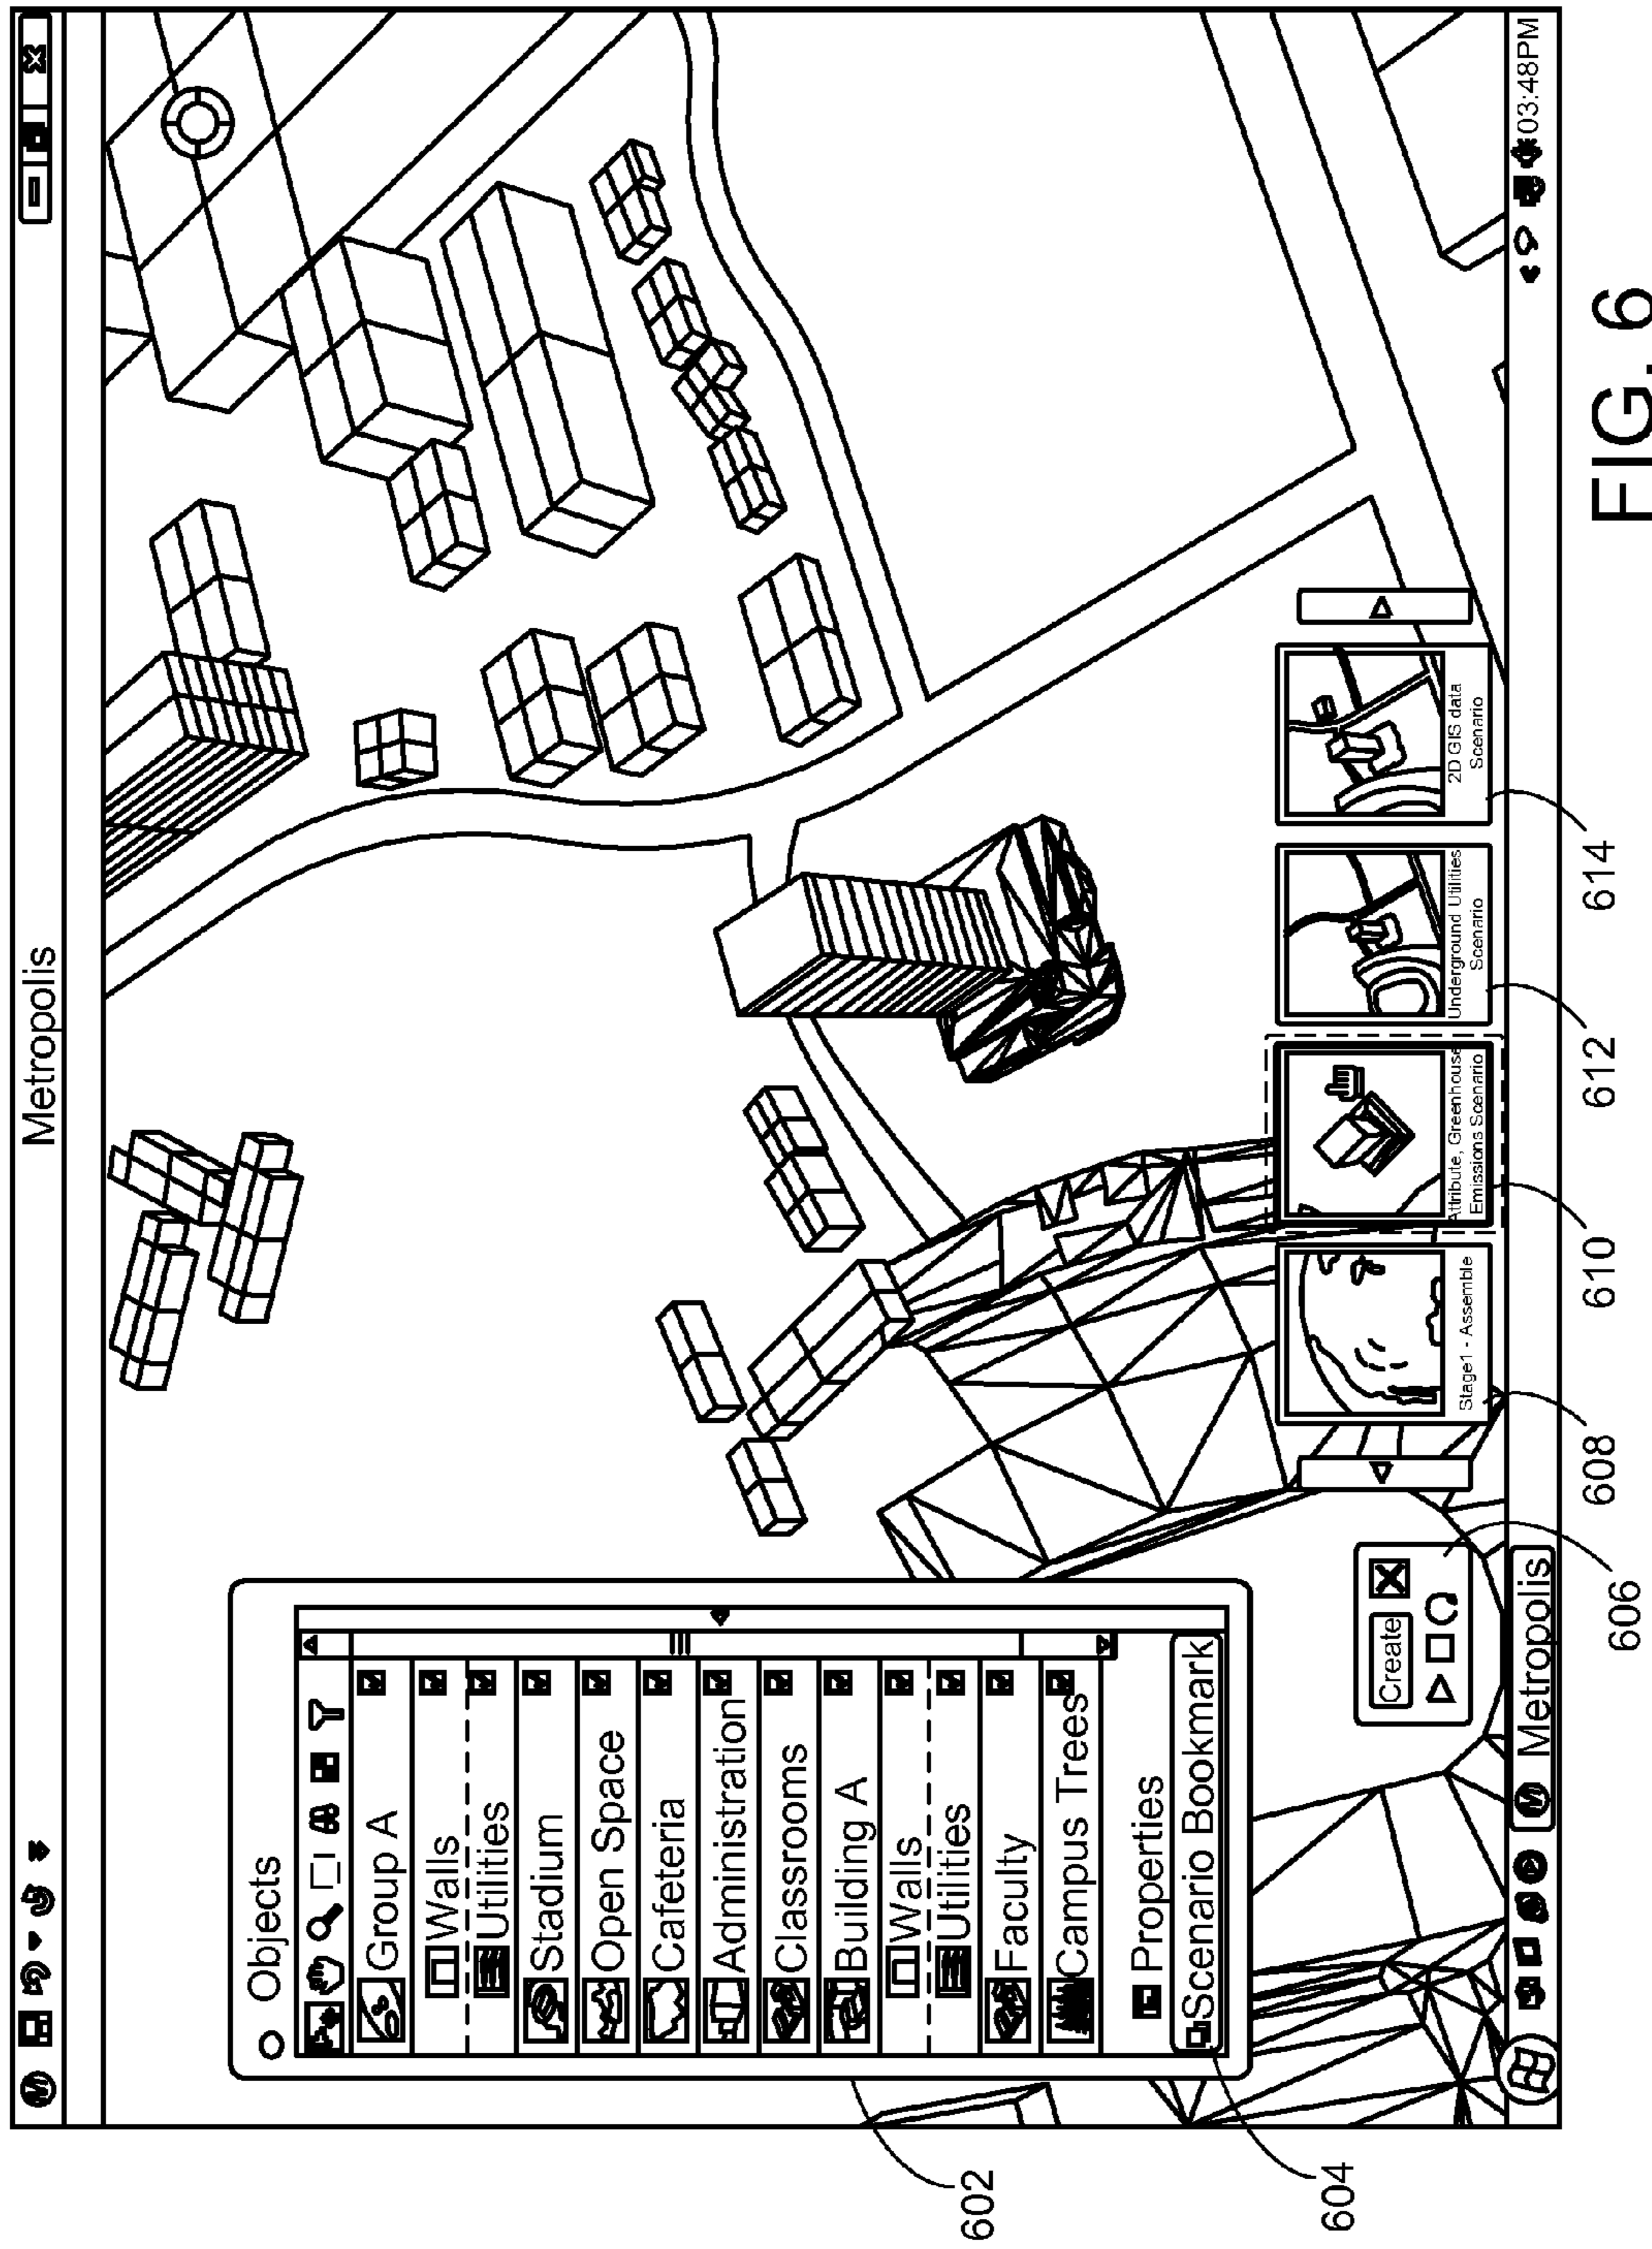 Metropolis
Objects
Group A
Walls
Utilities
Stadium
Open Space
Cafeteria
Administration
Classrooms
Building A
Walls
Utilities
Faculty
Campus Trees
Properties
Scenario Bookmark
Create
Stage1 - Assemble
Attribute, Greenhouse
Emissions Scenario
Underground Utilities
Scenario
2D GIS data
Scenario
Metropolis
03:48PM
602
604
606
608
610
612
614
FIG. 6